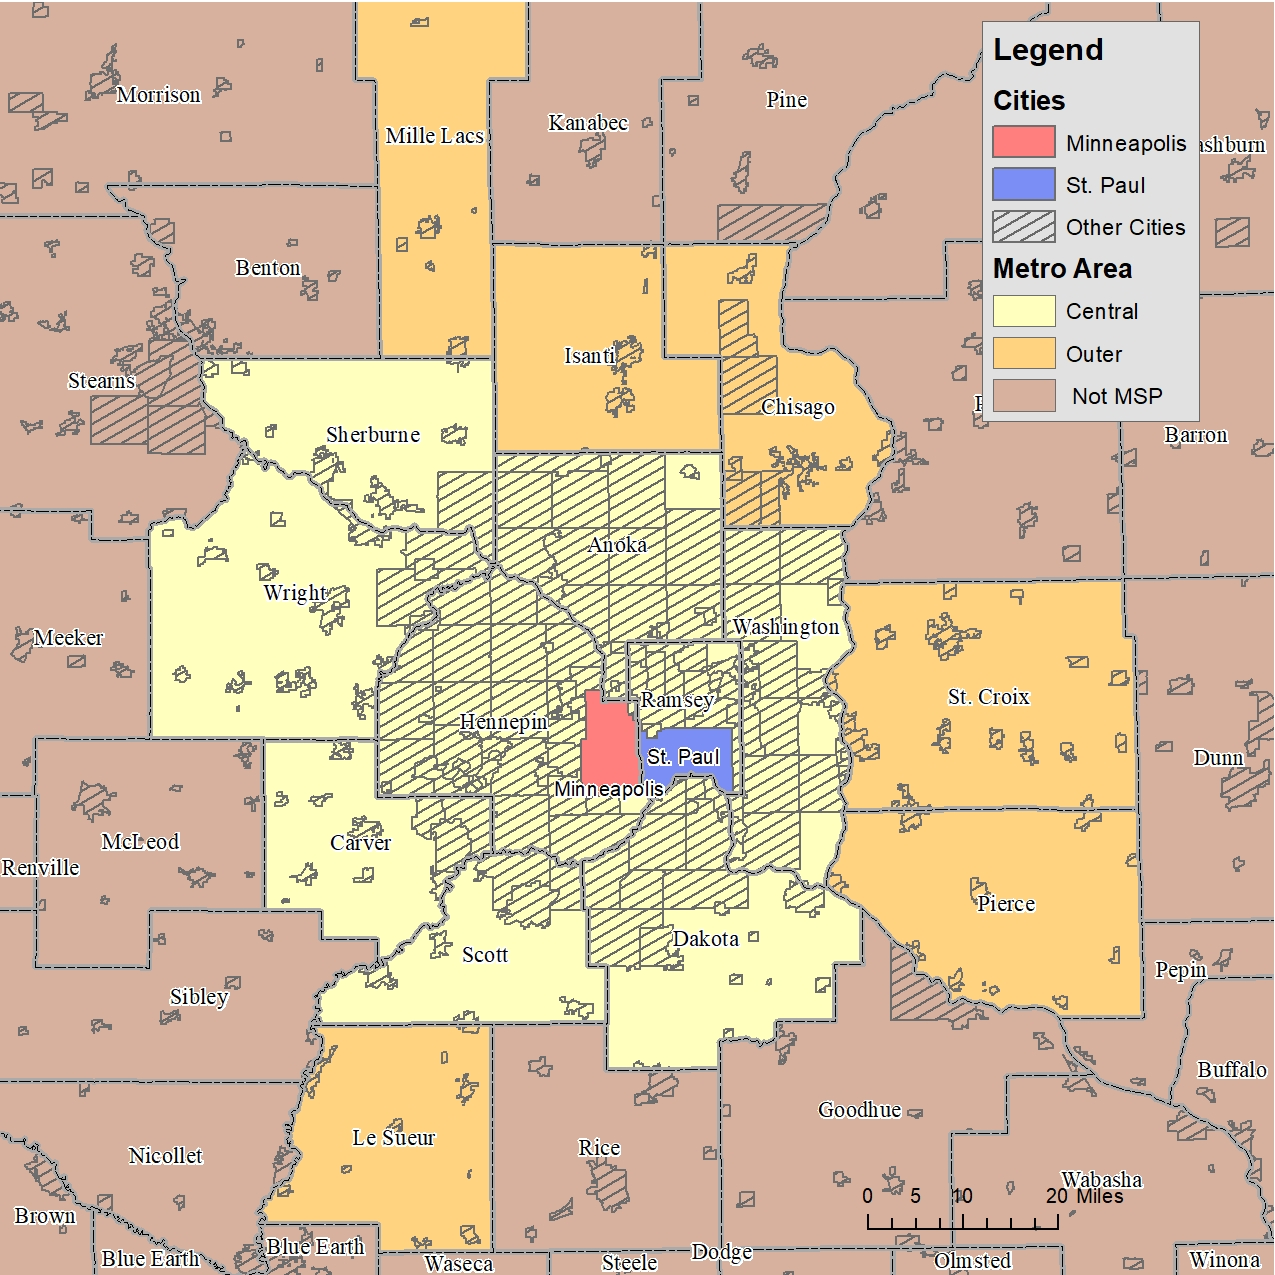 Legend
Cities
Minneapolis
St. Paul
Other Cities
Metro Area
Central
Outer
Not MSP
Morrison
Mille Lacs
Kanabec
Pine
ashburn
Benton
Isanti
Stearns
Chisago
Sherburne
P
Barron
Anoka
Wright
Meeker
Washington
St. Croix
Ramsey
Hennepin
St. Paul
Dunn
Minneapolis
McLeod
Carver
Renville
Pierce
Dakota
Scott
Pepin
Sibley
Buffalo
Goodhue
Le Sueur
Rice
Nicollet
Wabasha
0 5 10 20 Miles
Brown
Blue Earth
Blue Earth
Waseca
Steele
Dodge
Olmsted
Winona